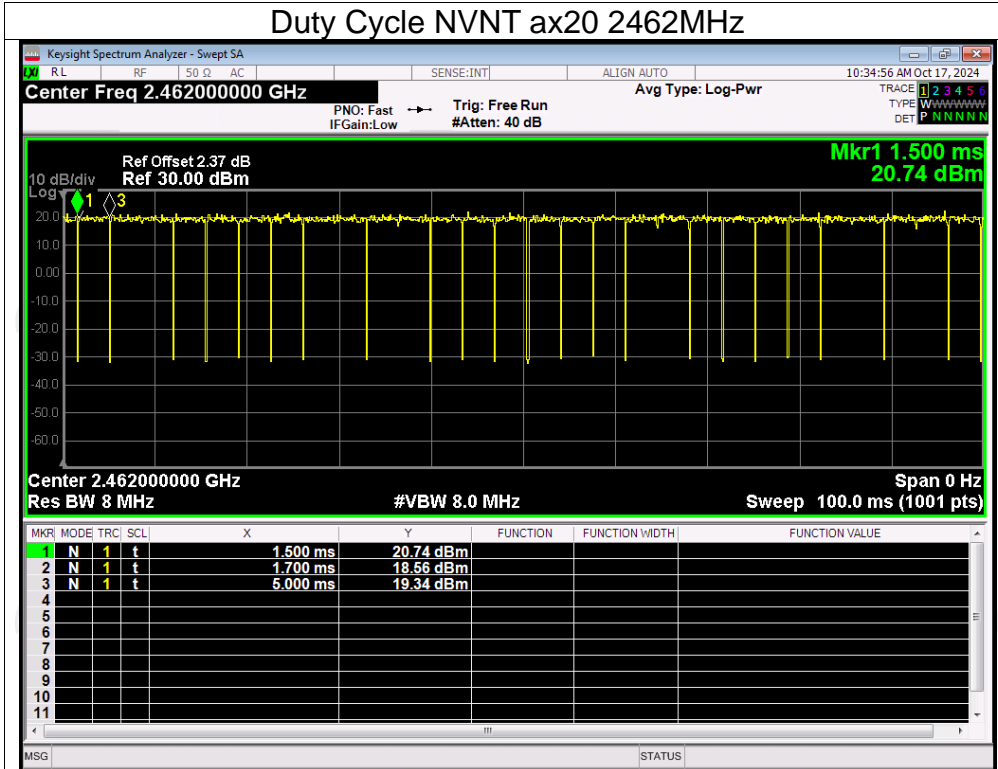 Duty Cycle NVNT ax20 2462MHz
Keysight Spectrum Analyzer - Swept SA
LXI RL RF 50 Ω AC SENSE:INT ALIGN AUTO 10:34:56 AM Oct 17, 2024
Center Freq 2.462000000 GHz Avg Type: Log-Pwr TRACE 1 2 3 4 5 6
PNO: Fast Trig: Free Run TYPE WWWWWW
IFGain:Low #Atten: 40 dB DET P N N N N N
Mkr1 1.500 ms
Ref Offset 2.37 dB
10 dB/div Ref 30.00 dBm 20.74 dBm
Log
1 3
20.0
10.0
0.00
-10.0
-20.0
-30.0
-40.0
-50.0
-60.0
Center 2.462000000 GHz Span 0 Hz
Res BW 8 MHz #VBW 8.0 MHz Sweep 100.0 ms (1001 pts)
MKR MODE TRC SCL X Y FUNCTION FUNCTION WIDTH FUNCTION VALUE
1 N 1 t 1.500 ms 20.74 dBm
2 N 1 t 1.700 ms 18.56 dBm
3 N 1 t 5.000 ms 19.34 dBm
4
5
6
7
8
9
10
11
MSG STATUS